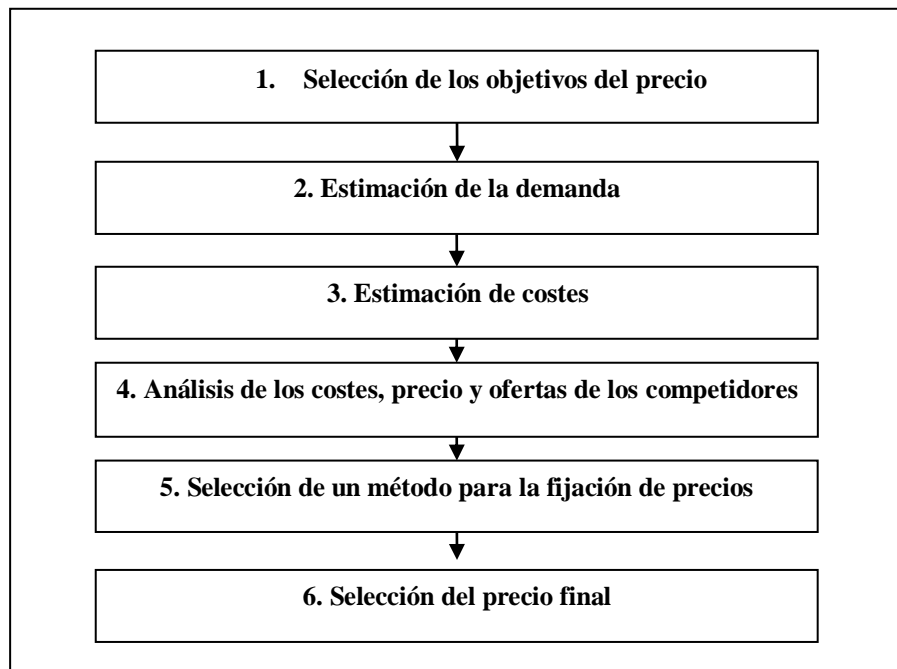 1. Selección de los objetivos del precio
2. Estimación de la demanda
3. Estimación de costes
4. Análisis de los costes, precio y ofertas de los competidores
5. Selección de un método para la fijación de precios
6. Selección del precio final